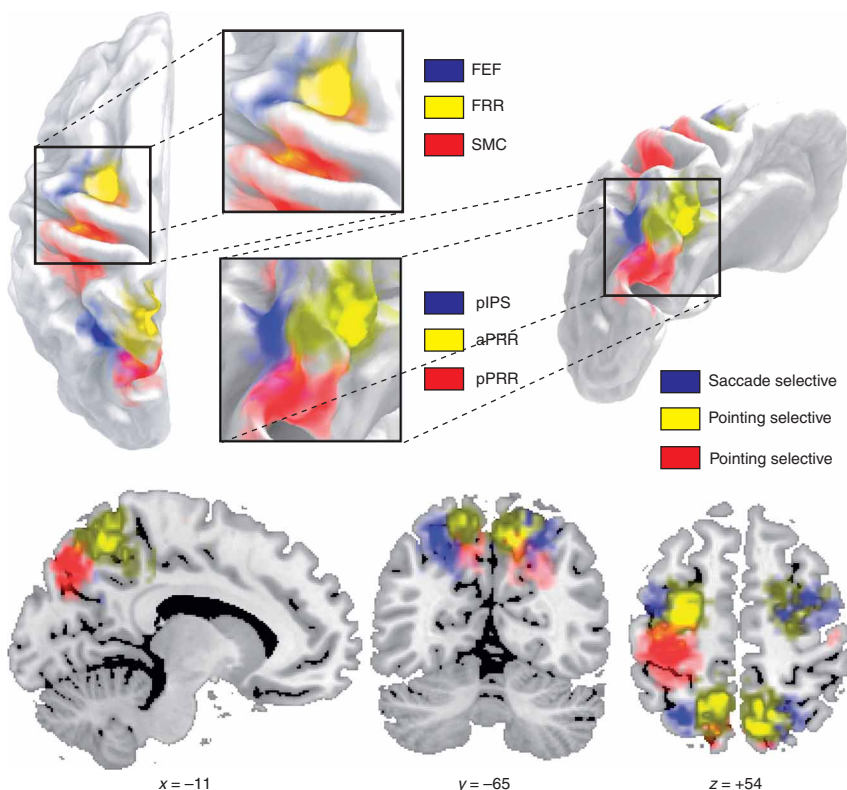 FEF
FRR
SMC
pIPS
aPRR
pPRR
Saccade selective
Pointing selective
Pointing selective
x = –11
y = –65
z = +54